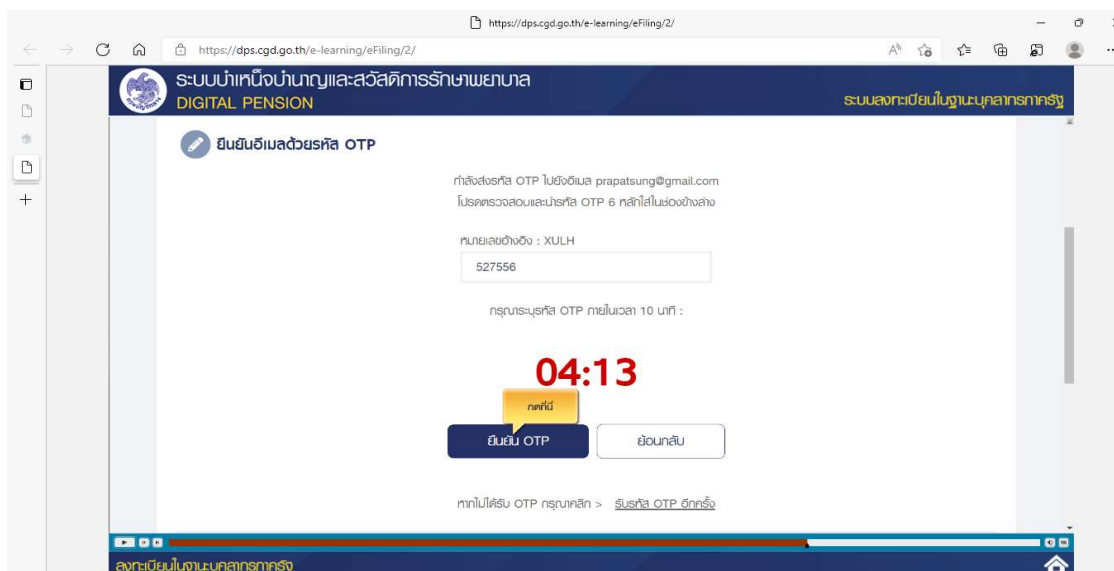 https://dps.cgd.go.th/e-learning/eFiling/2/
https://dps.cgd.go.th/e-learning/eFiling/2/
ระบบบำเหน็จบำนาญและสวัสดิการรักษาพยาบาล
DIGITAL PENSION
ระบบลงทะเบียนในฐานะบุคลากรภาครัฐ
ยืนยันอีเมลด้วยรหัส OTP
กำลังส่งรหัส OTP ไปยังอีเมล prapatsung@gmail.com
โปรดตรวจสอบและนำรหัส OTP 6 หลักใส่ในช่องข้างล่าง
หมายเลขอ้างอิง : XULH
527556
กรุณาระบุรหัส OTP ภายในเวลา 10 นาที :
04:13
กดที่นี่
ยืนยัน OTP
ย้อนกลับ
หากไม่ได้รับ OTP กรุณาคลิก > รับรหัส OTP อีกครั้ง
ลงทะเบียนในฐานะบุคลากรภาครัฐ